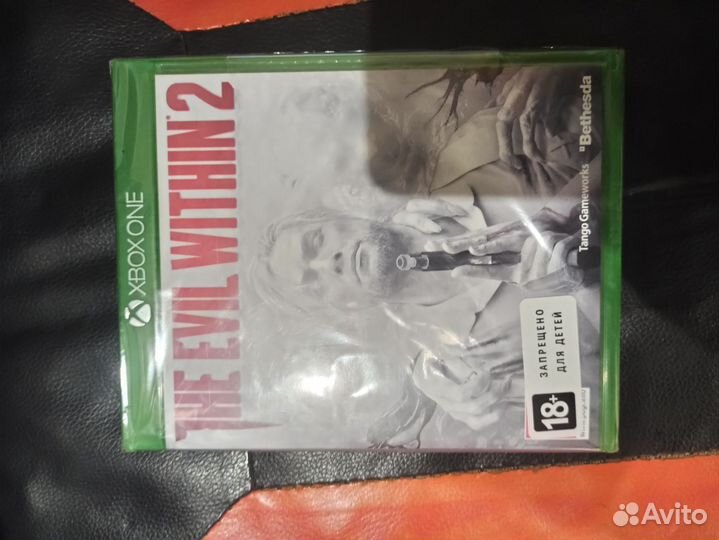 XBOX ONE
THE EVIL WITHIN 2
Tango Gameworks
Bethesda
18+
ЗАПРЕЩЕНО
ДЛЯ ДЕТЕЙ
Avito